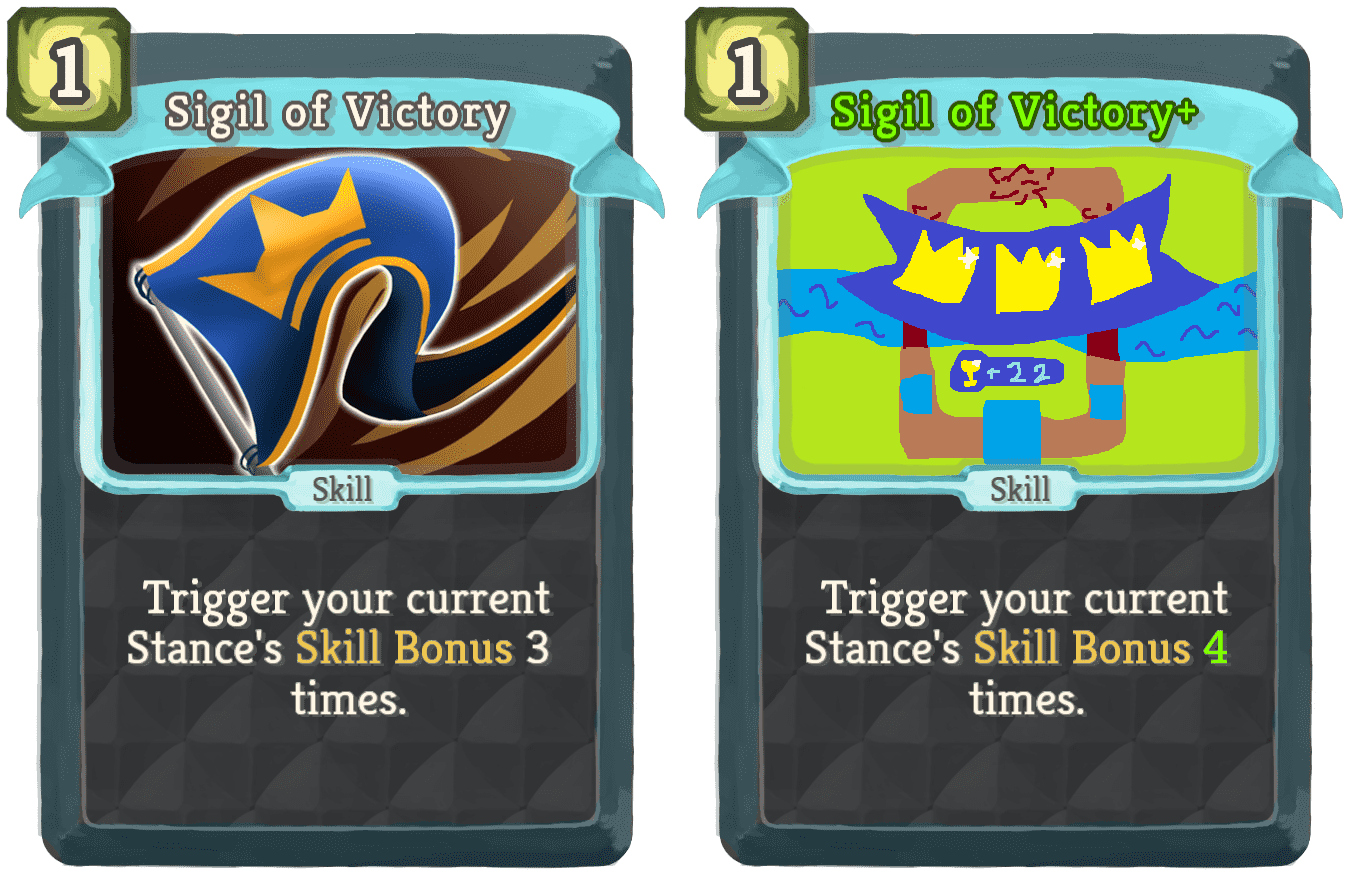 1
Sigil of Victory
Skill
Trigger your current
Stance's Skill Bonus 3
times.
1
Sigil of Victory+
+22
Skill
Trigger your current
Stance's Skill Bonus 4
times.